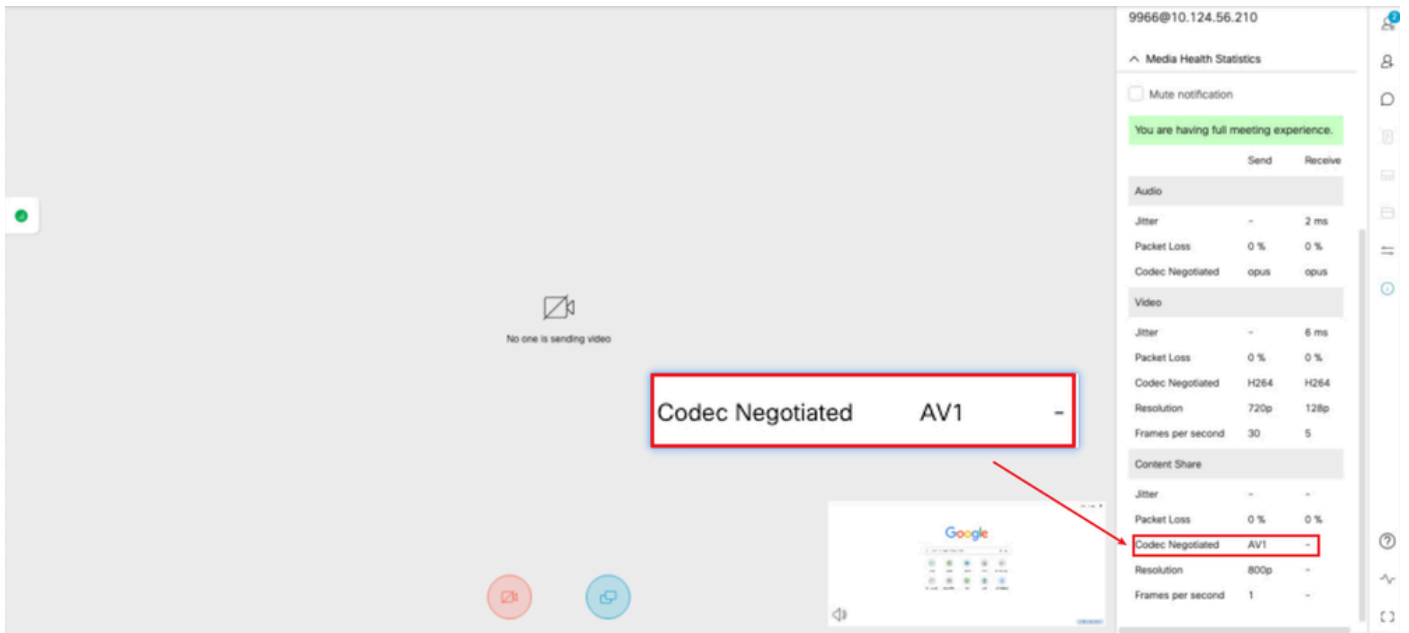 9966@10.124.56.210
2
Media Health Statistics
Mute notification
You are having full meeting experience.
Send Receive
Audio
Jitter - 2 ms
Packet Loss 0 % 0 %
Codec Negotiated opus opus
Video
Jitter - 6 ms
Packet Loss 0 % 0 %
Codec Negotiated H264 H264
Resolution 720p 128p
Frames per second 30 5
Content Share
Jitter - -
Packet Loss 0 % 0 %
Codec Negotiated AV1 -
Resolution 800p -
Frames per second 1 -
No one is sending video
Codec Negotiated AV1 -
Google